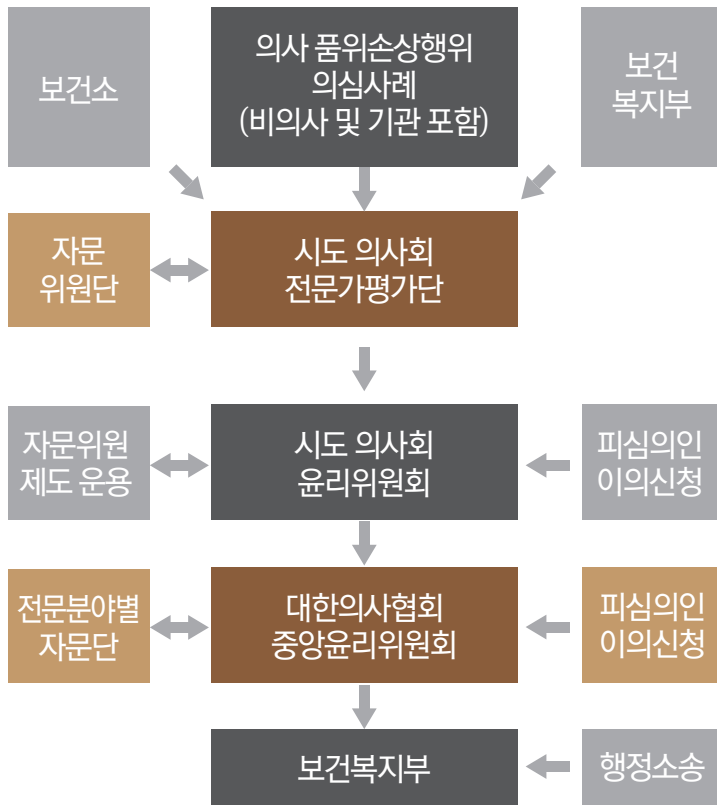 보건소
의사 품위손상행위
의심사례
(비의사 및 기관 포함)
보건
복지부
자문
위원단
시도 의사회
전문가평가단
자문위원
제도 운용
시도 의사회
윤리위원회
피심의인
이의신청
전문분야별
자문단
대한의사협회
중앙윤리위원회
피심의인
이의신청
보건복지부
행정소송